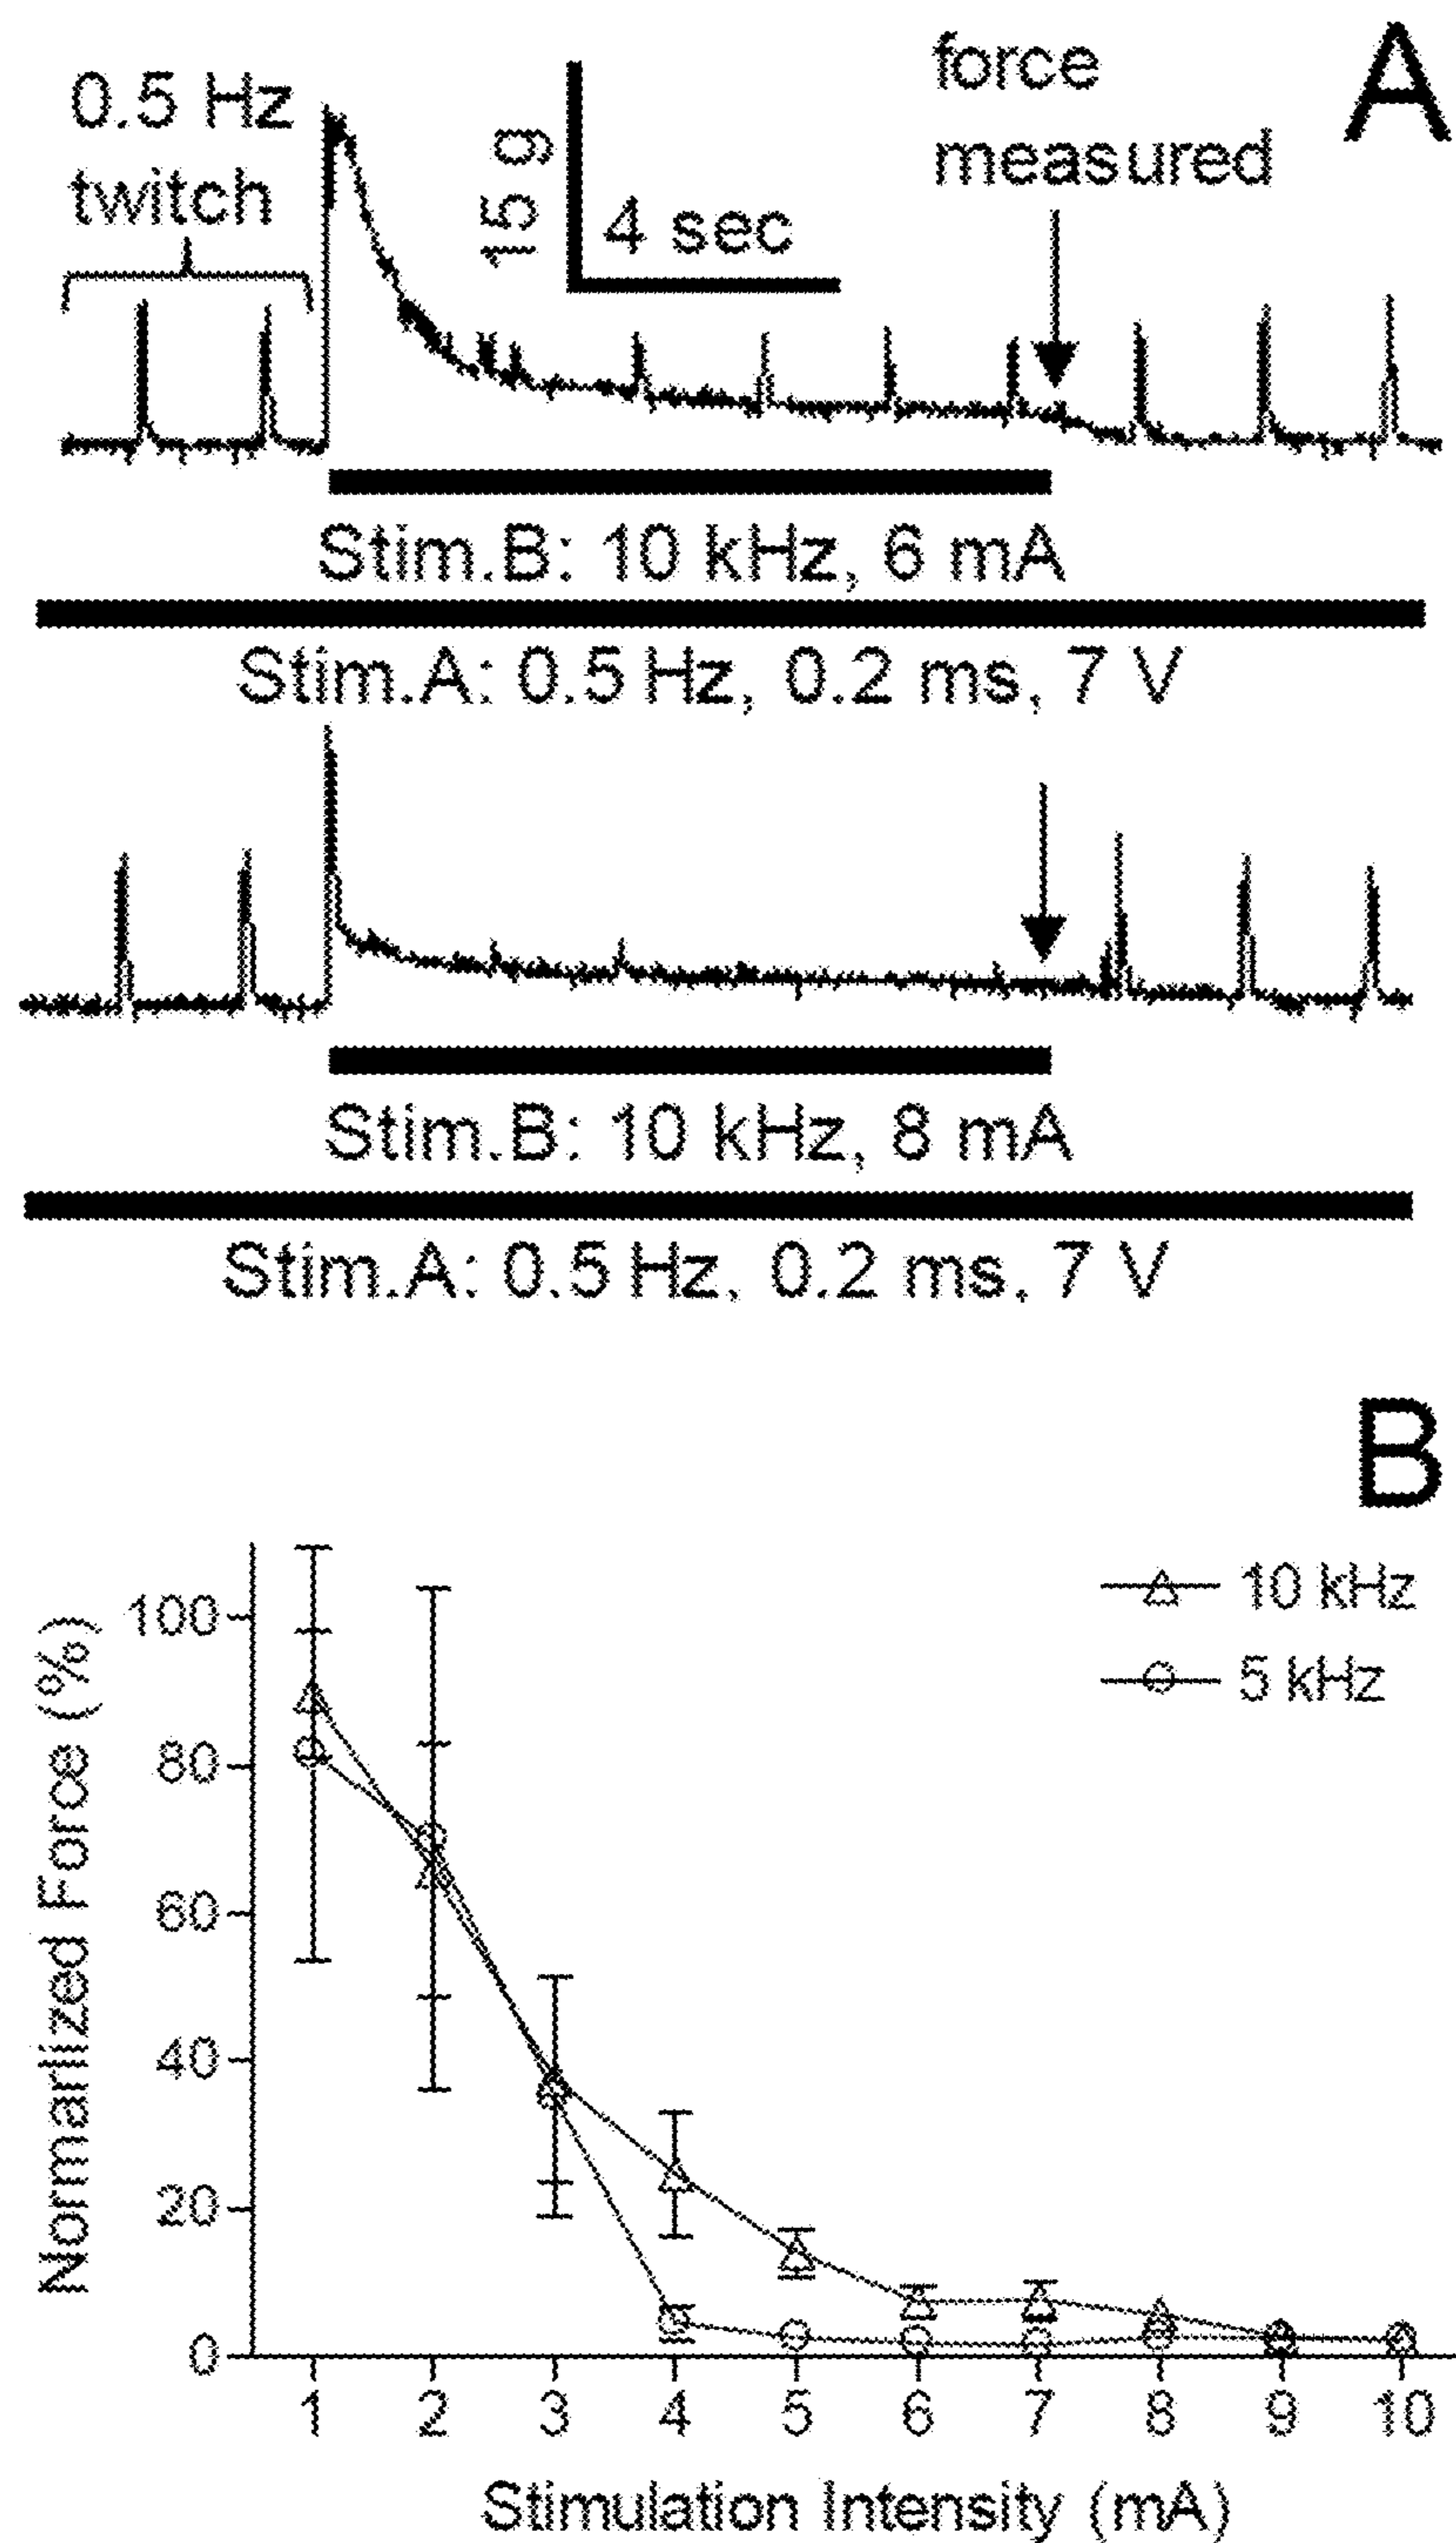 A
0.5 Hz
twitch
15 g
4 sec
force
measured
Stim.B: 10 kHz, 6 mA
Stim.A: 0.5 Hz, 0.2 ms, 7 V
Stim.B: 10 kHz, 8 mA
Stim.A: 0.5 Hz, 0.2 ms, 7 V
B
10 kHz
5 kHz
Normarlized Force (%)
100
80
60
40
20
0
1 2 3 4 5 6 7 8 9 10
Stimulation Intensity (mA)